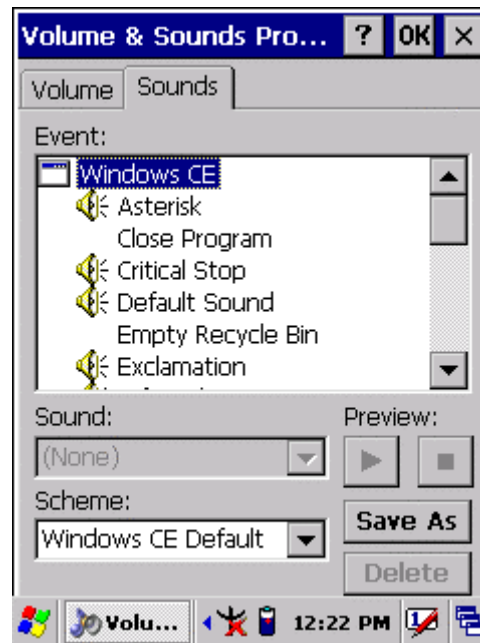 Volume & Sounds Pro... ? OK ×
Volume Sounds
Event:
Windows CE
Asterisk
Close Program
Critical Stop
Default Sound
Empty Recycle Bin
Exclamation
Sound: Preview:
(None)
Scheme:
Save As
Windows CE Default
Delete
Volu... 12:22 PM